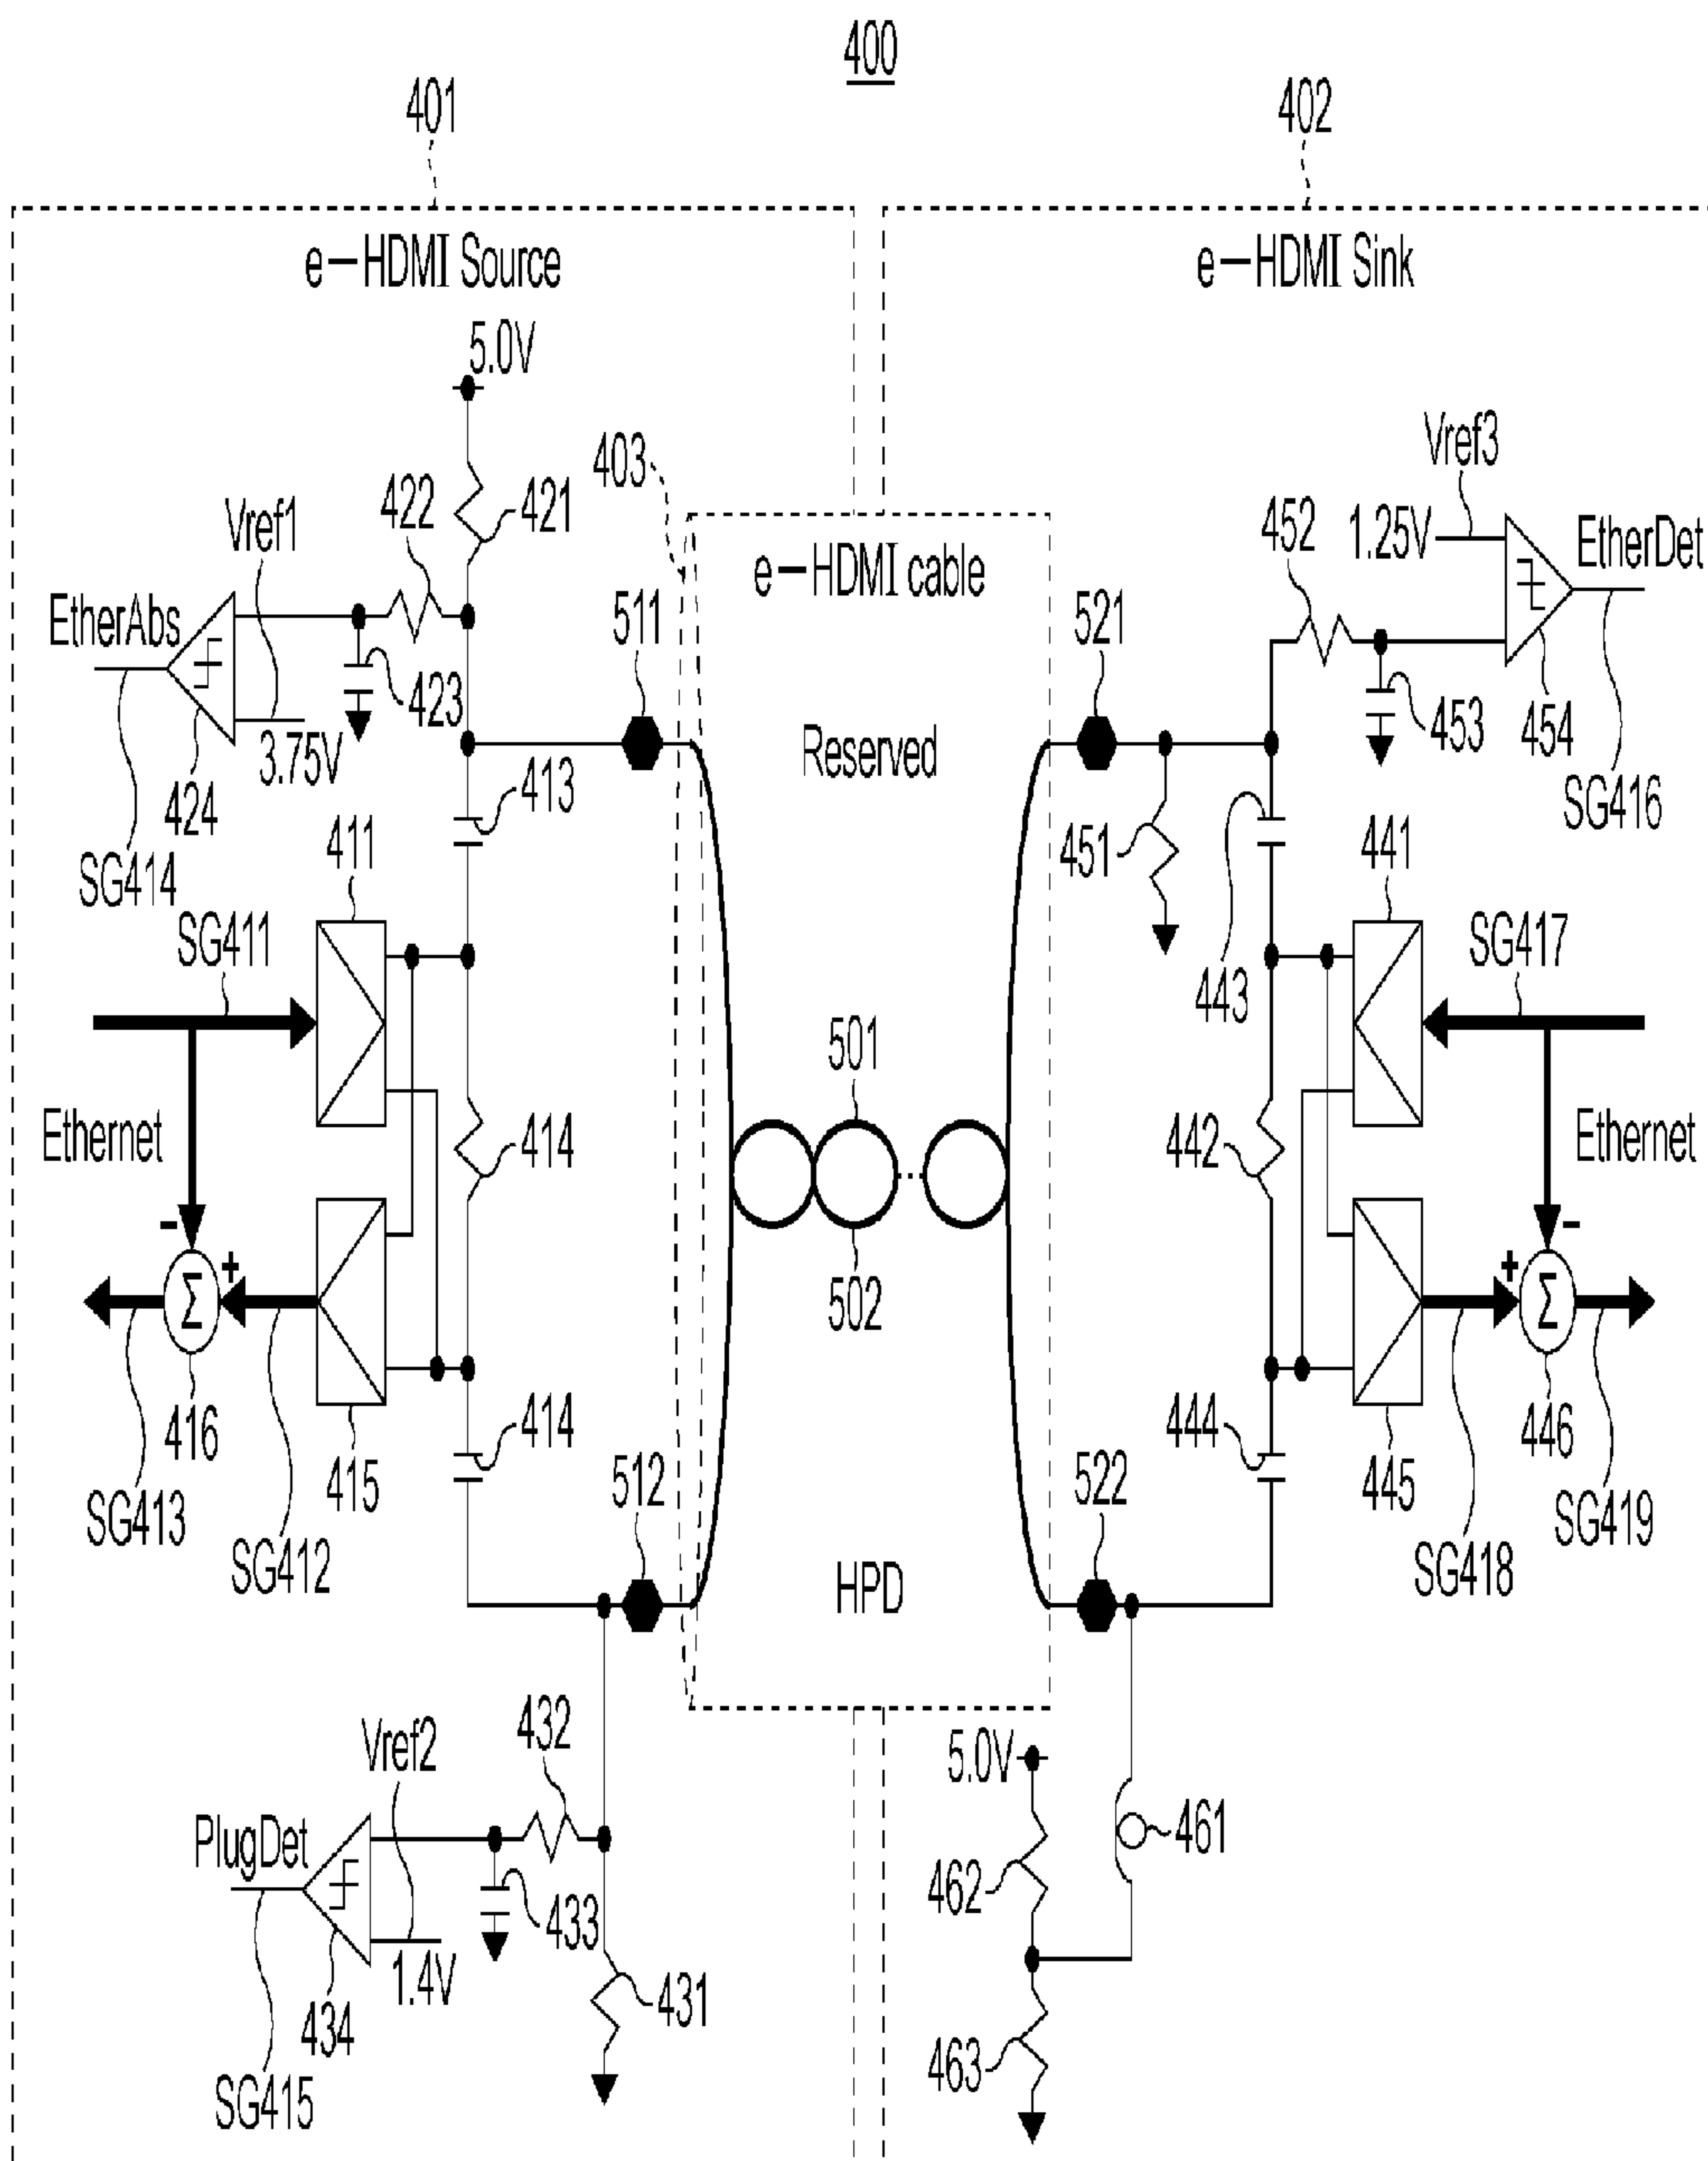 400
401
402
e-HDMI Source
e-HDMI Sink
5.0V
403
Vref3
422
421
Vref1
452
1.25V
EtherDet
e-HDMI cable
EtherAbs
511
521
423
453
454
Reserved
3.75V
413
424
SG416
411
451
441
SG414
SG411
SG417
443
501
Ethernet
414
442
Ethernet
-
-
+
+
Σ
Σ
502
416
414
444
446
415
512
522
445
SG413
SG412
SG418
SG419
HPD
432
Vref2
5.0V
PlugDet
461
462
433
1.4V
431
434
463
SG415